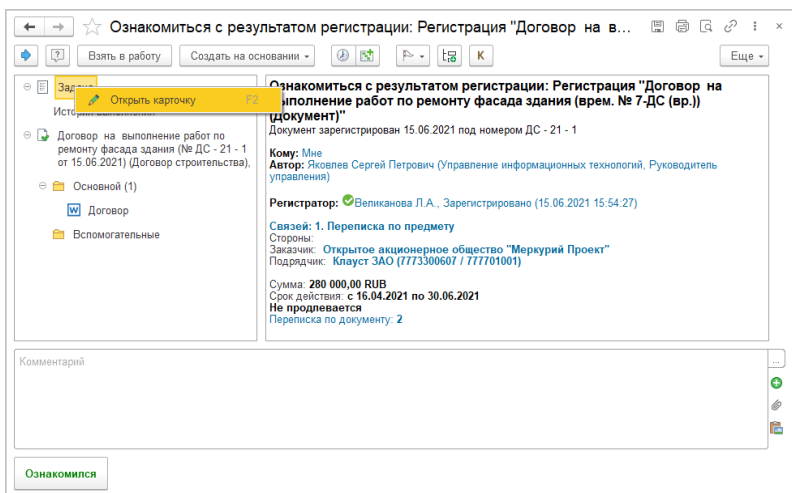 Ознакомиться с результатом регистрации: Регистрация "Договор на в...
Взять в работу
Создать на основании
К
Еще
Открыть карточку F2
Договор на выполнение работ по
ремонту фасада здания (№ ДС - 21 - 1
от 15.06.2021) (Договор строительства),
Основной (1)
Договор
Вспомогательные
Ознакомиться с результатом регистрации: Регистрация "Договор на
выполнение работ по ремонту фасада здания (врем. № 7-ДС (вр.))
(Документ)"
Документ зарегистрирован 15.06.2021 под номером ДС - 21 - 1
Кому: Мне
Автор: Яковлев Сергей Петрович (Управление информационных технологий, Руководитель
управления)
Регистратор: Великанова Л.А., Зарегистрировано (15.06.2021 15:54:27)
Связей: 1. Переписка по предмету
Стороны:
Заказчик: Открытое акционерное общество "Меркурий Проект"
Подрядчик: Клауст ЗАО (7773300607 / 777701001)
Сумма: 280 000,00 RUB
Срок действия: с 16.04.2021 по 30.06.2021
Не продлевается
Переписка по документу: 2
Комментарий
...
Ознакомился